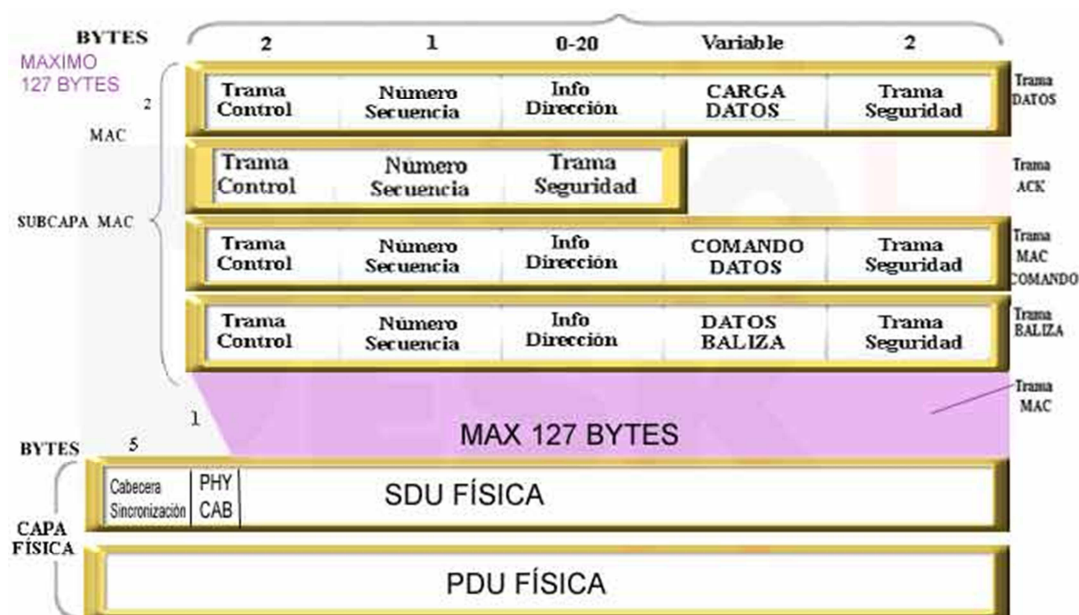 BYTES 2 1 0-20 Variable 2
MAXIMO
127 BYTES
2
MAC
SUBCAPA MAC
Trama
Control
Número
Secuencia
Info
Dirección
CARGA
DATOS
Trama
Seguridad
Trama
DATOS
Trama
Control
Número
Secuencia
Trama
Seguridad
Trama
ACK
Trama
Control
Número
Secuencia
Info
Dirección
COMANDO
DATOS
Trama
Seguridad
Trama
MAC
COMANDO
Trama
Control
Número
Secuencia
Info
Dirección
DATOS
BALIZA
Trama
Seguridad
Trama
BALIZA
Trama
MAC
1
MAX 127 BYTES
BYTES 5
CAPA
FÍSICA
Cabecera
Sincronización
PHY
CAB
SDU FÍSICA
PDU FÍSICA